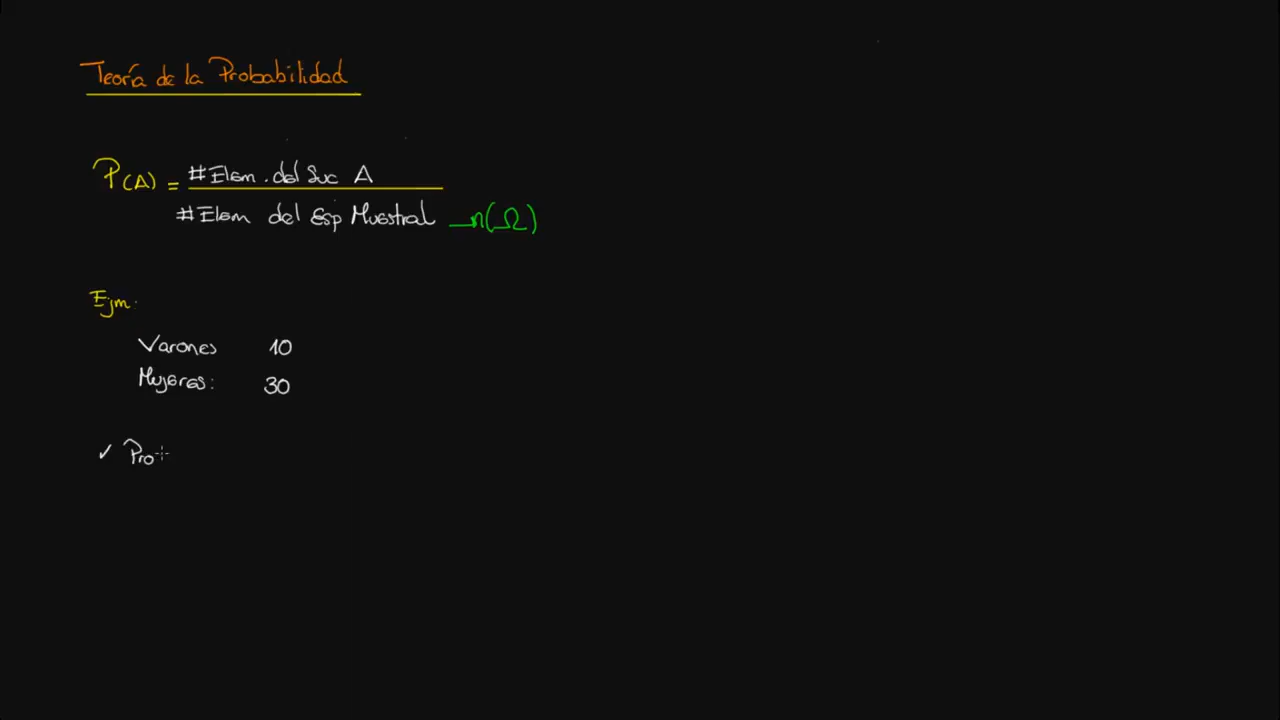 Teoría de la Probabilidad
P(A) = #Elem. del Suc A
#Elem del Esp Muestral n(Ω)
Ejm:
Varones 10
Mujeres: 30
✓ Pro